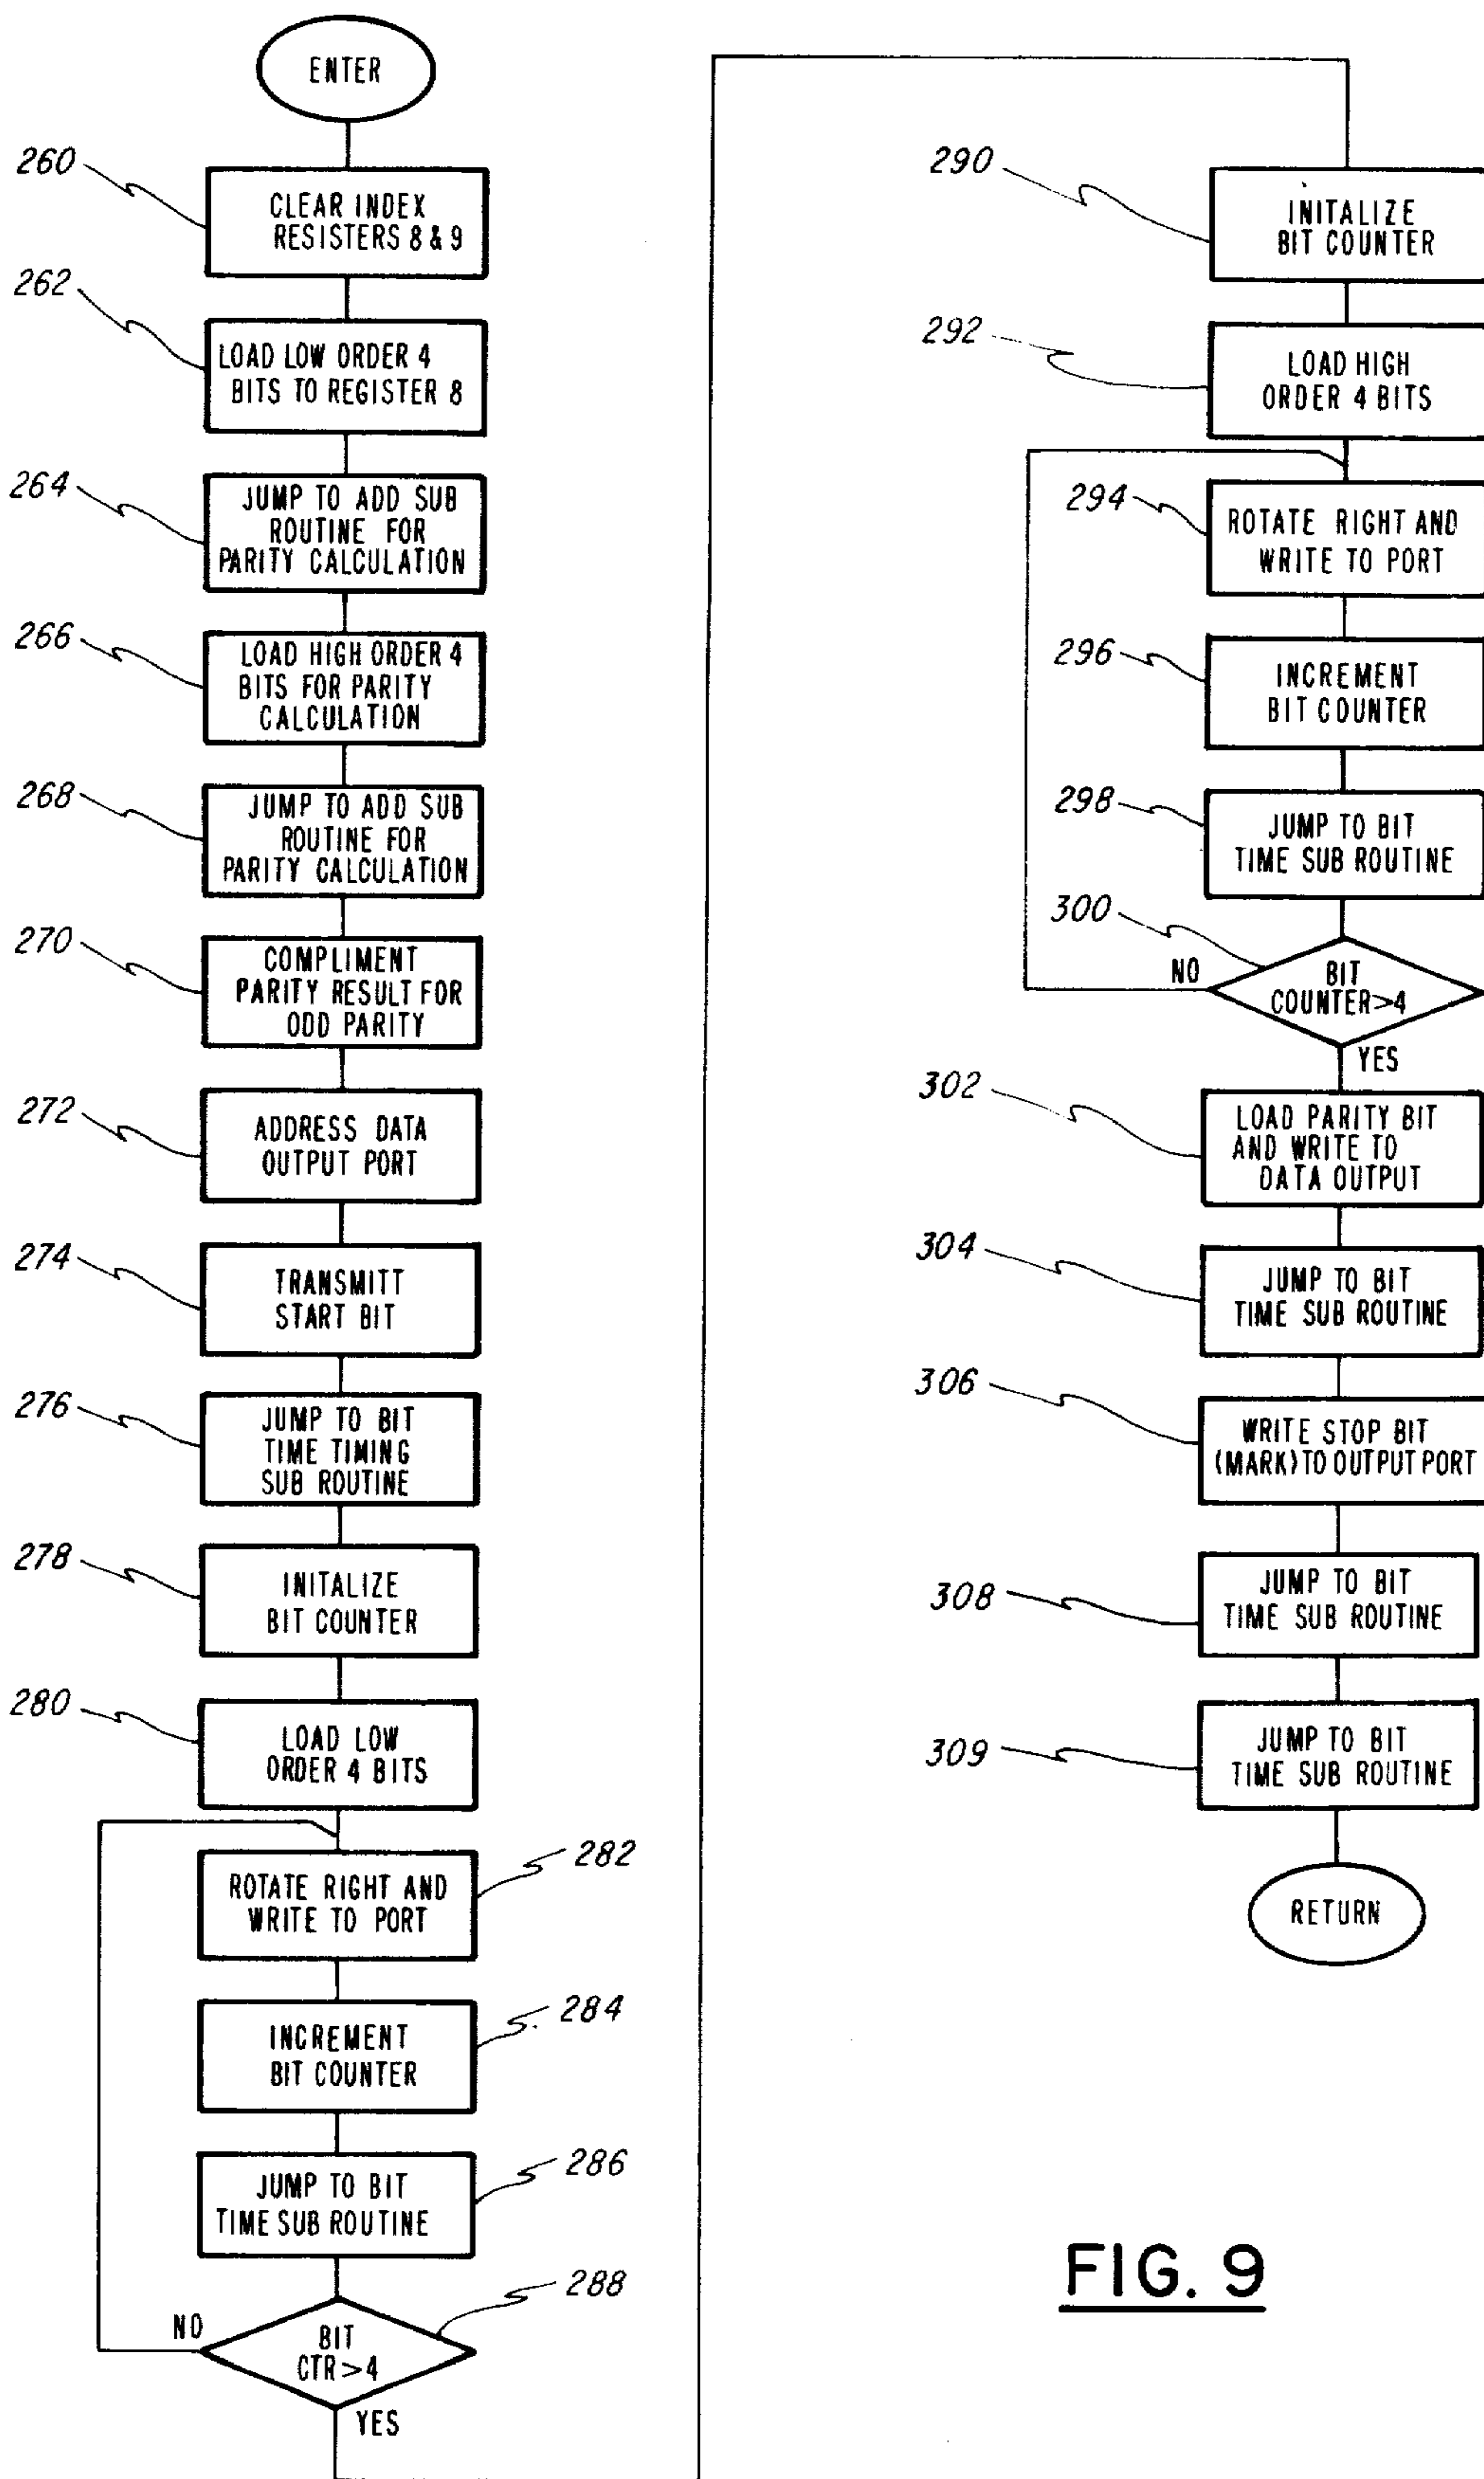 ENTER
260
CLEAR INDEX
RESISTERS 8 & 9
262
LOAD LOW ORDER 4
BITS TO REGISTER 8
264
JUMP TO ADD SUB
ROUTINE FOR
PARITY CALCULATION
266
LOAD HIGH ORDER 4
BITS FOR PARITY
CALCULATION
268
JUMP TO ADD SUB
ROUTINE FOR
PARITY CALCULATION
270
COMPLIMENT
PARITY RESULT FOR
ODD PARITY
272
ADDRESS DATA
OUTPUT PORT
274
TRANSMITT
START BIT
276
JUMP TO BIT
TIME TIMING
SUB ROUTINE
278
INITALIZE
BIT COUNTER
280
LOAD LOW
ORDER 4 BITS
282
ROTATE RIGHT AND
WRITE TO PORT
284
INCREMENT
BIT COUNTER
286
JUMP TO BIT
TIME SUB ROUTINE
288
BIT
CTR > 4
NO
YES
290
INITALIZE
BIT COUNTER
292
LOAD HIGH
ORDER 4 BITS
294
ROTATE RIGHT AND
WRITE TO PORT
296
INCREMENT
BIT COUNTER
298
JUMP TO BIT
TIME SUB ROUTINE
300
NO
BIT
COUNTER>4
YES
302
LOAD PARITY BIT
AND WRITE TO
DATA OUTPUT
304
JUMP TO BIT
TIME SUB ROUTINE
306
WRITE STOP BIT
(MARK) TO OUTPUT PORT
308
JUMP TO BIT
TIME SUB ROUTINE
309
JUMP TO BIT
TIME SUB ROUTINE
RETURN
FIG. 9